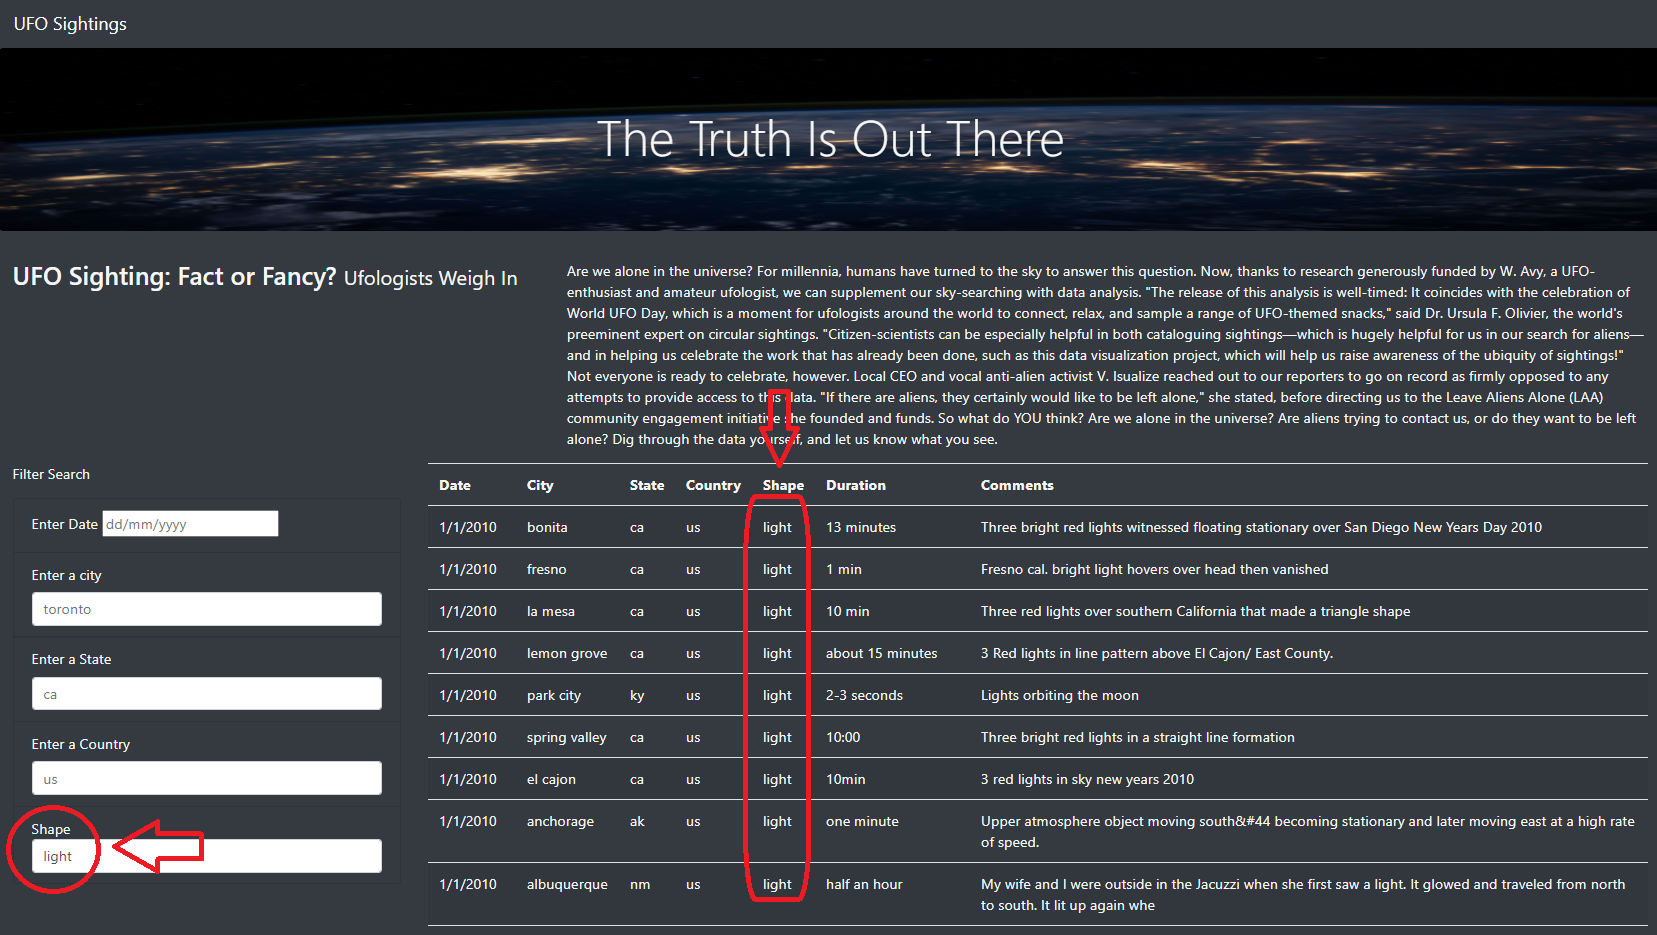 UFO Sightings
The Truth Is Out There
UFO Sighting: Fact or Fancy? Ufologists Weigh In
Are we alone in the universe? For millennia, humans have turned to the sky to answer this question. Now, thanks to research generously funded by W. Avy, a UFO-
enthusiast and amateur ufologist, we can supplement our sky-searching with data analysis. "The release of this analysis is well-timed: It coincides with the celebration of
World UFO Day, which is a moment for ufologists around the world to connect, relax, and sample a range of UFO-themed snacks," said Dr. Ursula F. Olivier, the world's
preeminent expert on circular sightings. "Citizen-scientists can be especially helpful in both cataloguing sightings—which is hugely helpful for us in our search for aliens—
and in helping us celebrate the work that has already been done, such as this data visualization project, which will help us raise awareness of the ubiquity of sightings!"
Not everyone is ready to celebrate, however. Local CEO and vocal anti-alien activist V. Isualize reached out to our reporters to go on record as firmly opposed to any
attempts to provide access to this data. "If there are aliens, they certainly would like to be left alone," she stated, before directing us to the Leave Aliens Alone (LAA)
community engagement initiative she founded and funds. So what do YOU think? Are we alone in the universe? Are aliens trying to contact us, or do they want to be left
alone? Dig through the data yourself, and let us know what you see.
Filter Search
Enter Date dd/mm/yyyy
Enter a city
toronto
Enter a State
ca
Enter a Country
us
Shape
light
Date City State Country Shape Duration Comments
1/1/2010 bonita ca us light 13 minutes Three bright red lights witnessed floating stationary over San Diego New Years Day 2010
1/1/2010 fresno ca us light 1 min Fresno cal. bright light hovers over head then vanished
1/1/2010 la mesa ca us light 10 min Three red lights over southern California that made a triangle shape
1/1/2010 lemon grove ca us light about 15 minutes 3 Red lights in line pattern above El Cajon/ East County.
1/1/2010 park city ky us light 2-3 seconds Lights orbiting the moon
1/1/2010 spring valley ca us light 10:00 Three bright red lights in a straight line formation
1/1/2010 el cajon ca us light 10min 3 red lights in sky new years 2010
1/1/2010 anchorage ak us light one minute Upper atmosphere object moving south&#44 becoming stationary and later moving east at a high rate
of speed.
1/1/2010 albuquerque nm us light half an hour My wife and I were outside in the Jacuzzi when she first saw a light. It glowed and traveled from north
to south. It lit up again whe